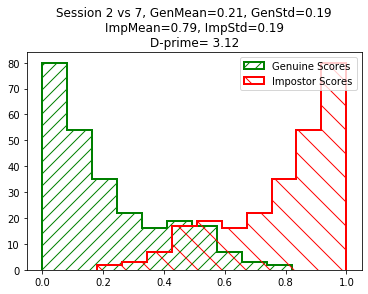 Session 2 vs 7, GenMean=0.21, GenStd=0.19
ImpMean=0.79, ImpStd=0.19
D-prime= 3.12
Genuine Scores
Impostor Scores
80
70
60
50
40
30
20
10
0
0.0 0.2 0.4 0.6 0.8 1.0